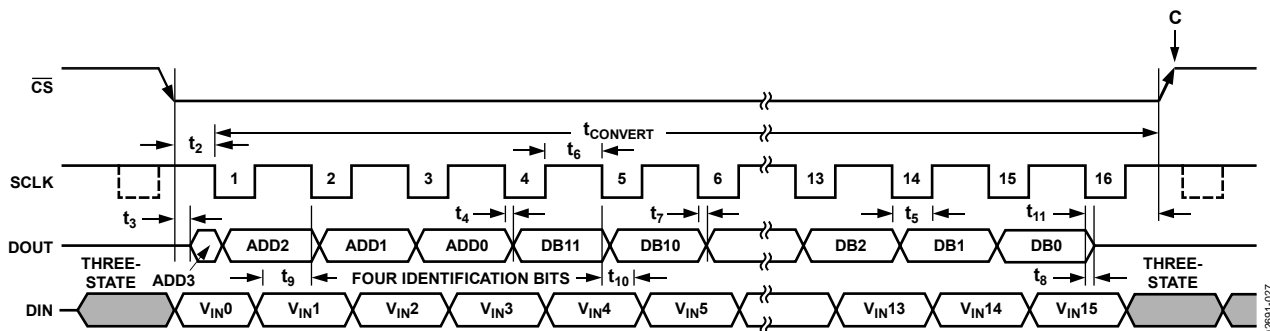 C
CS
t2
tCONVERT
t6
SCLK
1 2 3 4 5 6 13 14 15 16
t3 t4 t7 t5 t11
DOUT
ADD2 ADD1 ADD0 DB11 DB10 DB2 DB1 DB0
THREE-
STATE
ADD3
t9
FOUR IDENTIFICATION BITS
t10
t8
THREE-
STATE
DIN
VIN0 VIN1 VIN2 VIN3 VIN4 VIN5 VIN13 VIN14 VIN15
02691-027